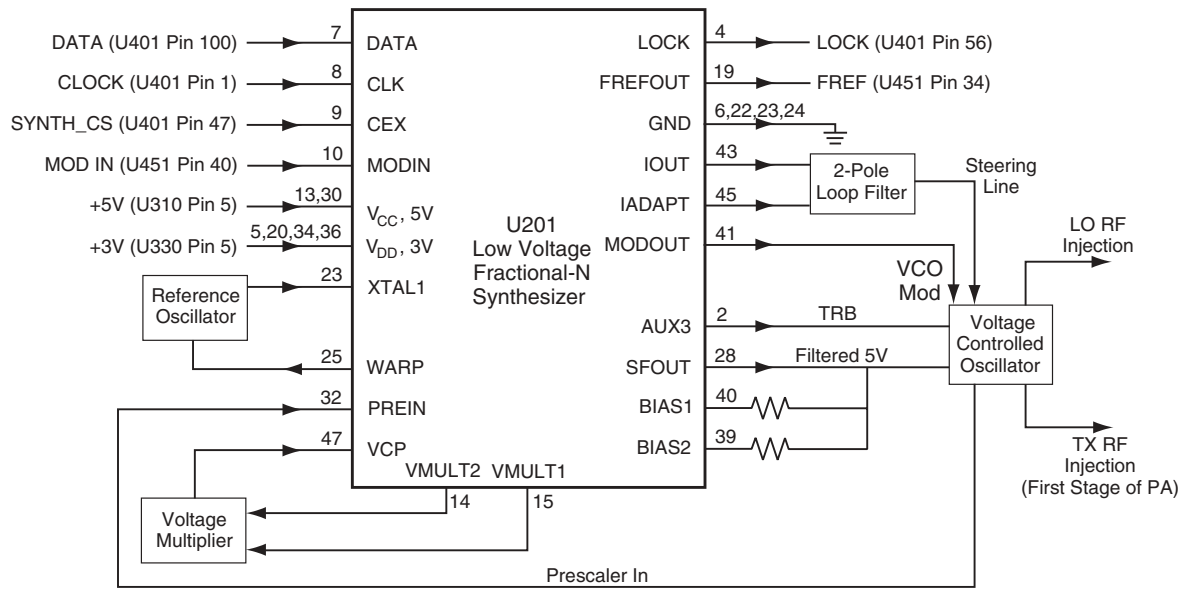 DATA (U401 Pin 100)
7
DATA
CLOCK (U401 Pin 1)
8
CLK
SYNTH_CS (U401 Pin 47)
9
CEX
MOD IN (U451 Pin 40)
10
MODIN
+5V (U310 Pin 5)
13,30
VCC, 5V
+3V (U330 Pin 5)
5,20,34,36
VDD, 3V
Reference
Oscillator
23
XTAL1
25
WARP
32
PREIN
47
VCP
Voltage
Multiplier
VMULT2
14
VMULT1
15
U201
Low Voltage
Fractional-N
Synthesizer
LOCK
4
LOCK (U401 Pin 56)
FREFOUT
19
FREF (U451 Pin 34)
GND
6,22,23,24
IOUT
43
IADAPT
45
2-Pole
Loop Filter
Steering
Line
MODOUT
41
VCO
Mod
AUX3
2
TRB
SFOUT
28
Filtered 5V
BIAS1
40
BIAS2
39
Voltage
Controlled
Oscillator
LO RF
Injection
TX RF
Injection
(First Stage of PA)
Prescaler In